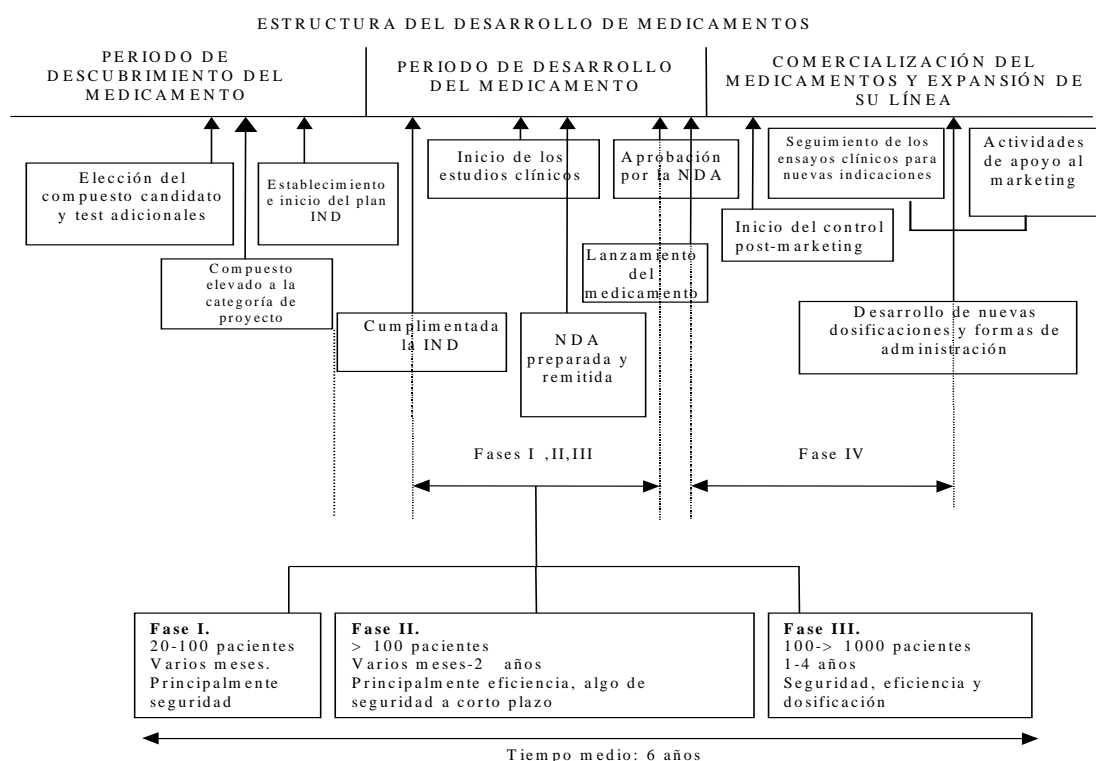 ESTRUCTURA DEL DESARROLLO DE MEDICAMENTOS
PERIODO DE
DESCUBRIMIENTO DEL
MEDICAMENTO
PERIODO DE DESARROLLO
DEL MEDICAMENTO
COMERCIALIZACIÓN DEL
MEDICAMENTOS Y EXPANSIÓN DE
SU LÍNEA
Elección del
compuesto candidato
y test adicionales
Establecimiento
e inicio del plan
IND
Inicio de los
estudios clínicos
Aprobación
por la NDA
Seguimiento de los
ensayos clínicos para
nuevas indicaciones
Actividades
de apoyo al
marketing
Compuesto
elevado a la
categoría de
proyecto
Cumplimentada
la IND
NDA
preparada y
remitida
Lanzamiento
del
medicamento
Inicio del control
post-marketing
Desarrollo de nuevas
dosificaciones y formas de
administración
Fases I ,II,III
Fase IV
Fase I.
20-100 pacientes
Varios meses.
Principalmente
seguridad
Fase II.
> 100 pacientes
Varios meses-2 años
Principalmente eficiencia, algo de
seguridad a corto plazo
Fase III.
100-> 1000 pacientes
1-4 años
Seguridad, eficiencia y
dosificación
Tiempo medio: 6 años